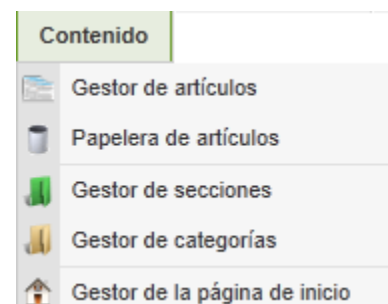 Contenido
Gestor de artículos
Papelera de artículos
Gestor de secciones
Gestor de categorías
Gestor de la página de inicio